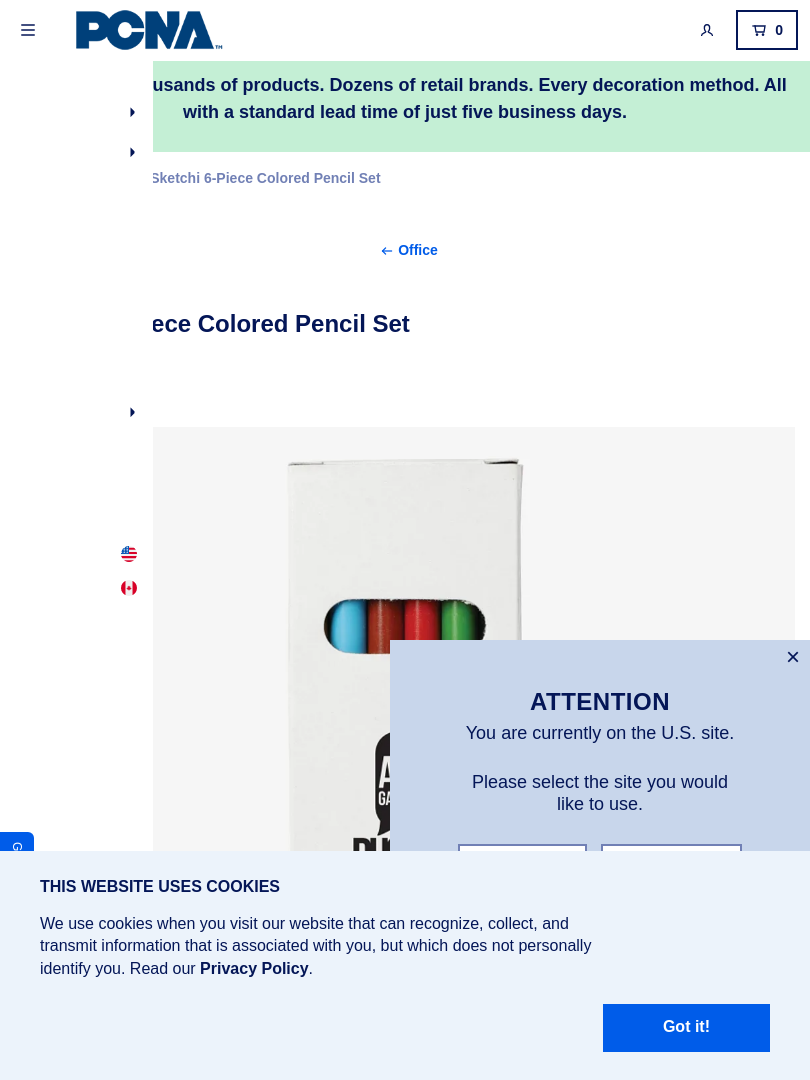 PCNA™
0
usands of products. Dozens of retail brands. Every decoration method. All
with a standard lead time of just five business days.
Sketchi 6-Piece Colored Pencil Set
Office
ece Colored Pencil Set
ATTENTION
You are currently on the U.S. site.
Please select the site you would
like to use.
G
THIS WEBSITE USES COOKIES
We use cookies when you visit our website that can recognize, collect, and
transmit information that is associated with you, but which does not personally
identify you. Read our Privacy Policy.
Got it!